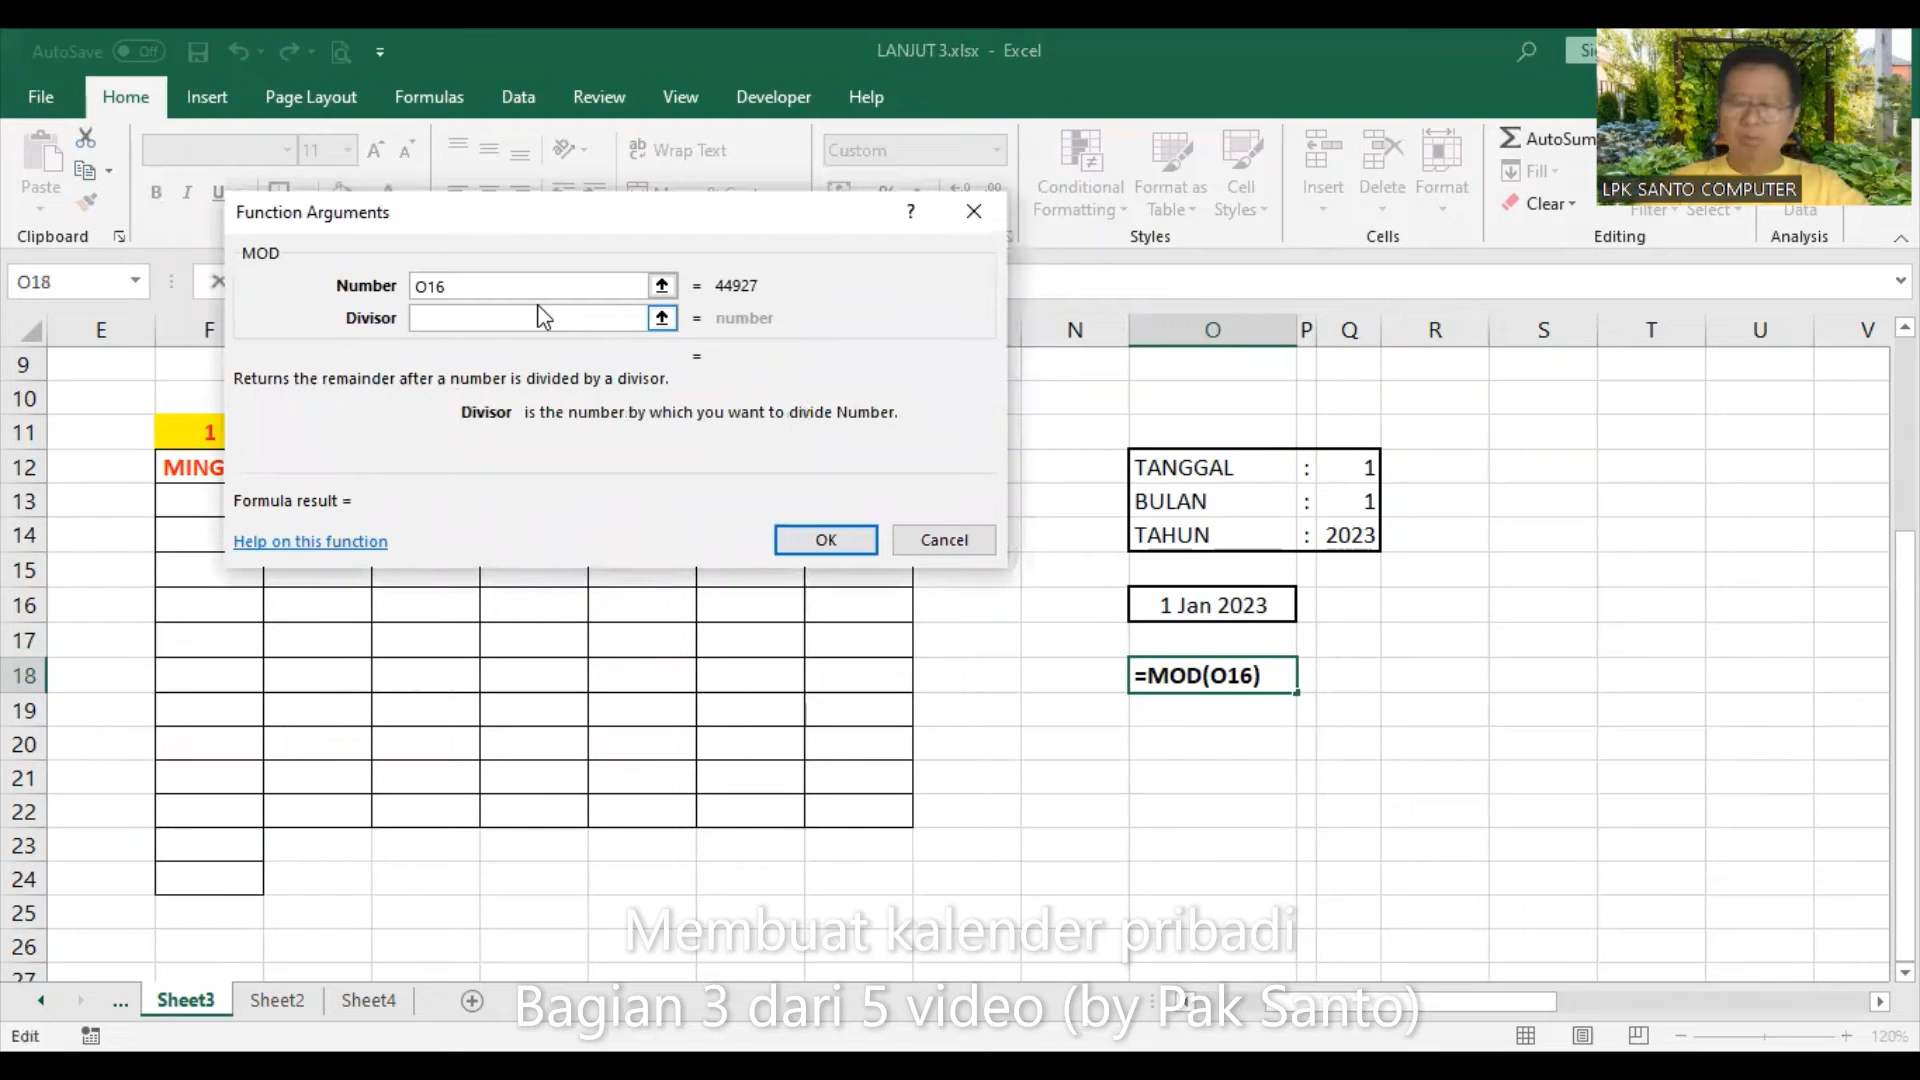 AutoSave Off
LANJUT 3.xlsx - Excel
File Home Insert Page Layout Formulas Data Review View Developer Help
LPK SANTO COMPUTER
Paste
11
Wrap Text
Custom
B I U
Conditional Formatting
Format as Table
Cell Styles
Insert Delete Format
AutoSum
Fill
Clear
Filter Select
Data
Clipboard Styles Cells Editing Analysis
Function Arguments
?
O18
MOD
Number O16 = 44927
Divisor = number
=
Returns the remainder after a number is divided by a divisor.
Divisor is the number by which you want to divide Number.
Formula result =
Help on this function
OK Cancel
E F N O P Q R S T U V
9
10
11 1
12 MING TANGGAL : 1
13 BULAN : 1
14 TAHUN : 2023
15
16 1 Jan 2023
17
18 =MOD(O16)
19
20
21
22
23
24
25
26
27
Membuat kalender pribadi
Bagian 3 dari 5 video (by Pak Santo)
... Sheet3 Sheet2 Sheet4
Edit
120%